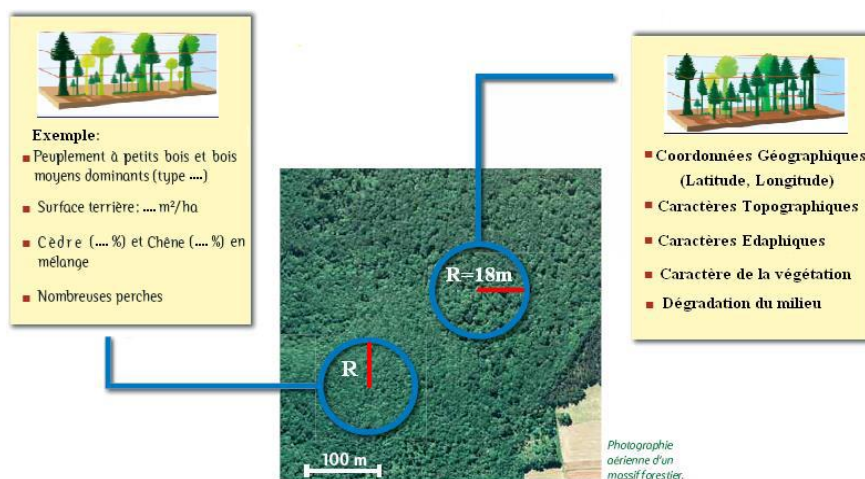 Exemple:
Peuplement à petits bois et bois
moyens dominants (type ....)
Surface terrière: .... m²/ha
Cèdre (.... %) et Chêne (.... %) en
mélange
Nombreuses perches
Coordonnées Géographiques
(Latitude, Longitude)
Caractères Topographiques
Caractères Edaphiques
Caractère de la végétation
Dégradation du milieu
R=18m
R
100 m
Photographie
aérienne d'un
massif forestier.